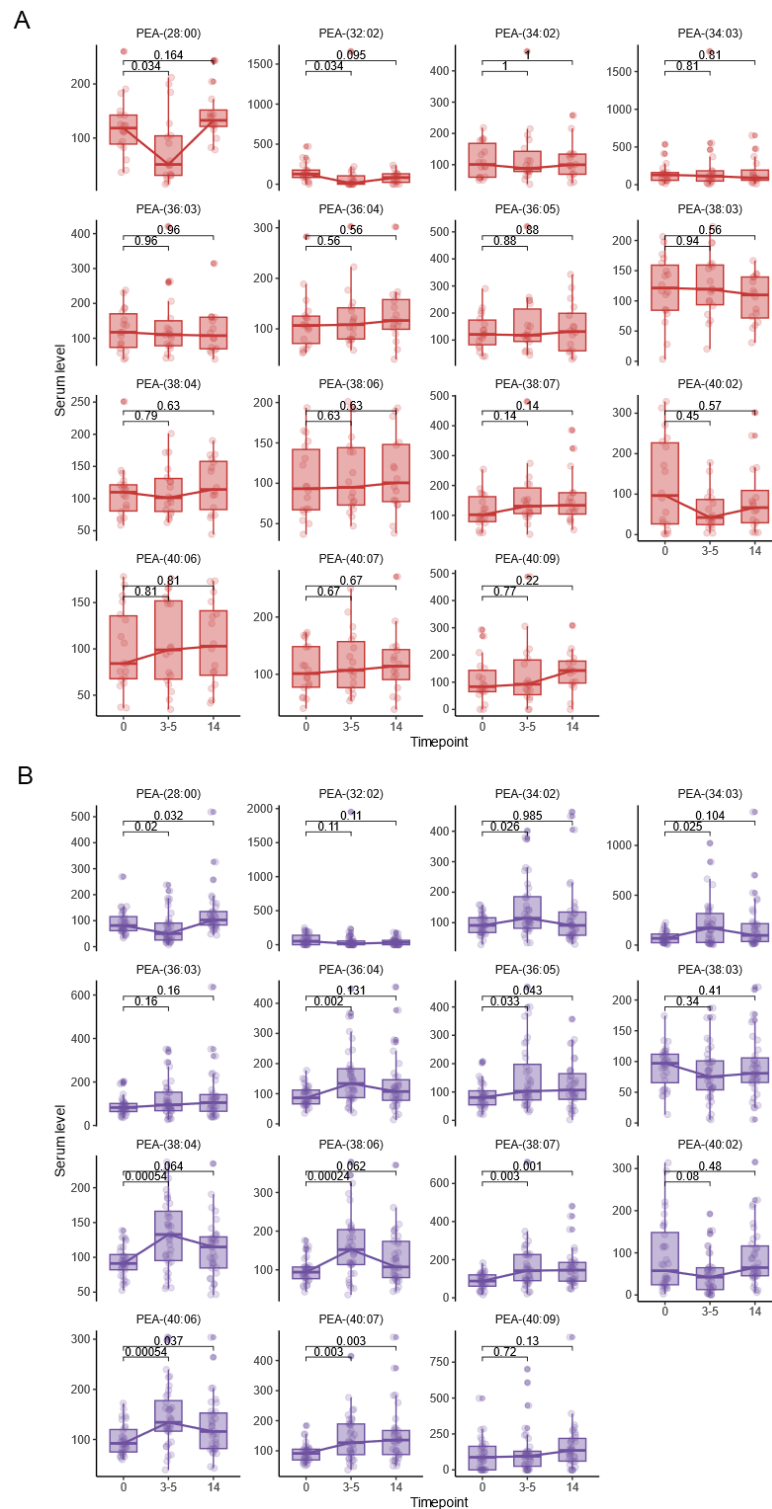 A
PEA-(28:00) PEA-(32:02) PEA-(34:02) PEA-(34:03)
0.164 0.095 1 0.81
0.034 0.034 1 0.81
200 100
1500 1000 500 0
400 300 200 100 0
1500 1000 500 0
PEA-(36:03) PEA-(36:04) PEA-(36:05) PEA-(38:03)
0.96 0.56 0.88 0.56
0.96 0.56 0.88 0.94
400 300 200 100 0
300 200 100
400 300 200 100 0
200 150 100 50 0
PEA-(38:04) PEA-(38:06) PEA-(38:07) PEA-(40:02)
0.63 0.63 0.14 0.57
0.79 0.63 0.14 0.45
250 200 150 100 50
200 150 100 50
500 400 300 200 100 0
300 200 100 0
PEA-(40:06) PEA-(40:07) PEA-(40:09)
0.81 0.67 0.22
0.81 0.67 0.77
150 100 50
200 100
500 400 300 200 100 0
0 3-5 14 0 3-5 14 0 3-5 14 0 3-5 14
Serum level
Timepoint
B
PEA-(28:00) PEA-(32:02) PEA-(34:02) PEA-(34:03)
0.032 0.11 0.985 0.104
0.02 0.11 0.026 0.025
500 400 300 200 100 0
2000 1500 1000 500 0
400 300 200 100 0
1000 500 0
PEA-(36:03) PEA-(36:04) PEA-(36:05) PEA-(38:03)
0.16 0.131 0.043 0.41
0.16 0.002 0.033 0.34
600 400 200 0
400 300 200 100 0
400 300 200 100 0
200 150 100 50 0
PEA-(38:04) PEA-(38:06) PEA-(38:07) PEA-(40:02)
0.064 0.062 0.001 0.48
0.00054 0.00024 0.003 0.08
200 150 100 50
300 200 100
600 400 200 0
300 200 100 0
PEA-(40:06) PEA-(40:07) PEA-(40:09)
0.037 0.003 0.13
0.00054 0.003 0.72
300 200 100
400 300 200 100
750 500 250 0
0 3-5 14 0 3-5 14 0 3-5 14 0 3-5 14
Serum level
Timepoint